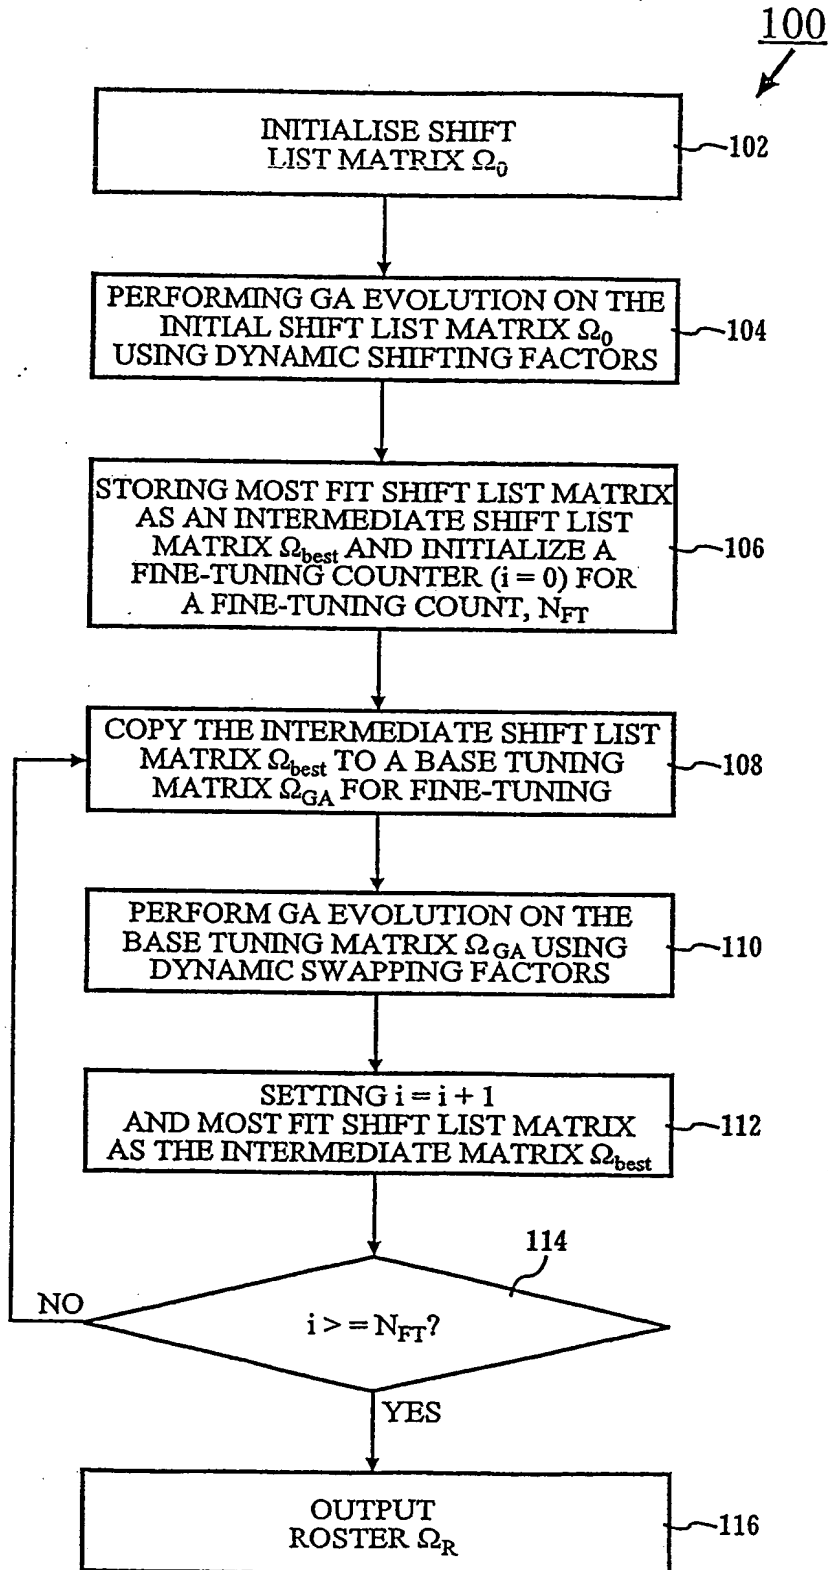 100
INITIALISE SHIFT
LIST MATRIX Ω0
102
PERFORMING GA EVOLUTION ON THE
INITIAL SHIFT LIST MATRIX Ω0
USING DYNAMIC SHIFTING FACTORS
104
STORING MOST FIT SHIFT LIST MATRIX
AS AN INTERMEDIATE SHIFT LIST
MATRIX Ωbest AND INITIALIZE A
FINE-TUNING COUNTER (i = 0) FOR
A FINE-TUNING COUNT, NFT
106
COPY THE INTERMEDIATE SHIFT LIST
MATRIX Ωbest TO A BASE TUNING
MATRIX ΩGA FOR FINE-TUNING
108
PERFORM GA EVOLUTION ON THE
BASE TUNING MATRIX ΩGA USING
DYNAMIC SWAPPING FACTORS
110
SETTING i = i + 1
AND MOST FIT SHIFT LIST MATRIX
AS THE INTERMEDIATE MATRIX Ωbest
112
114
NO
i > = NFT?
YES
OUTPUT
ROSTER ΩR
116